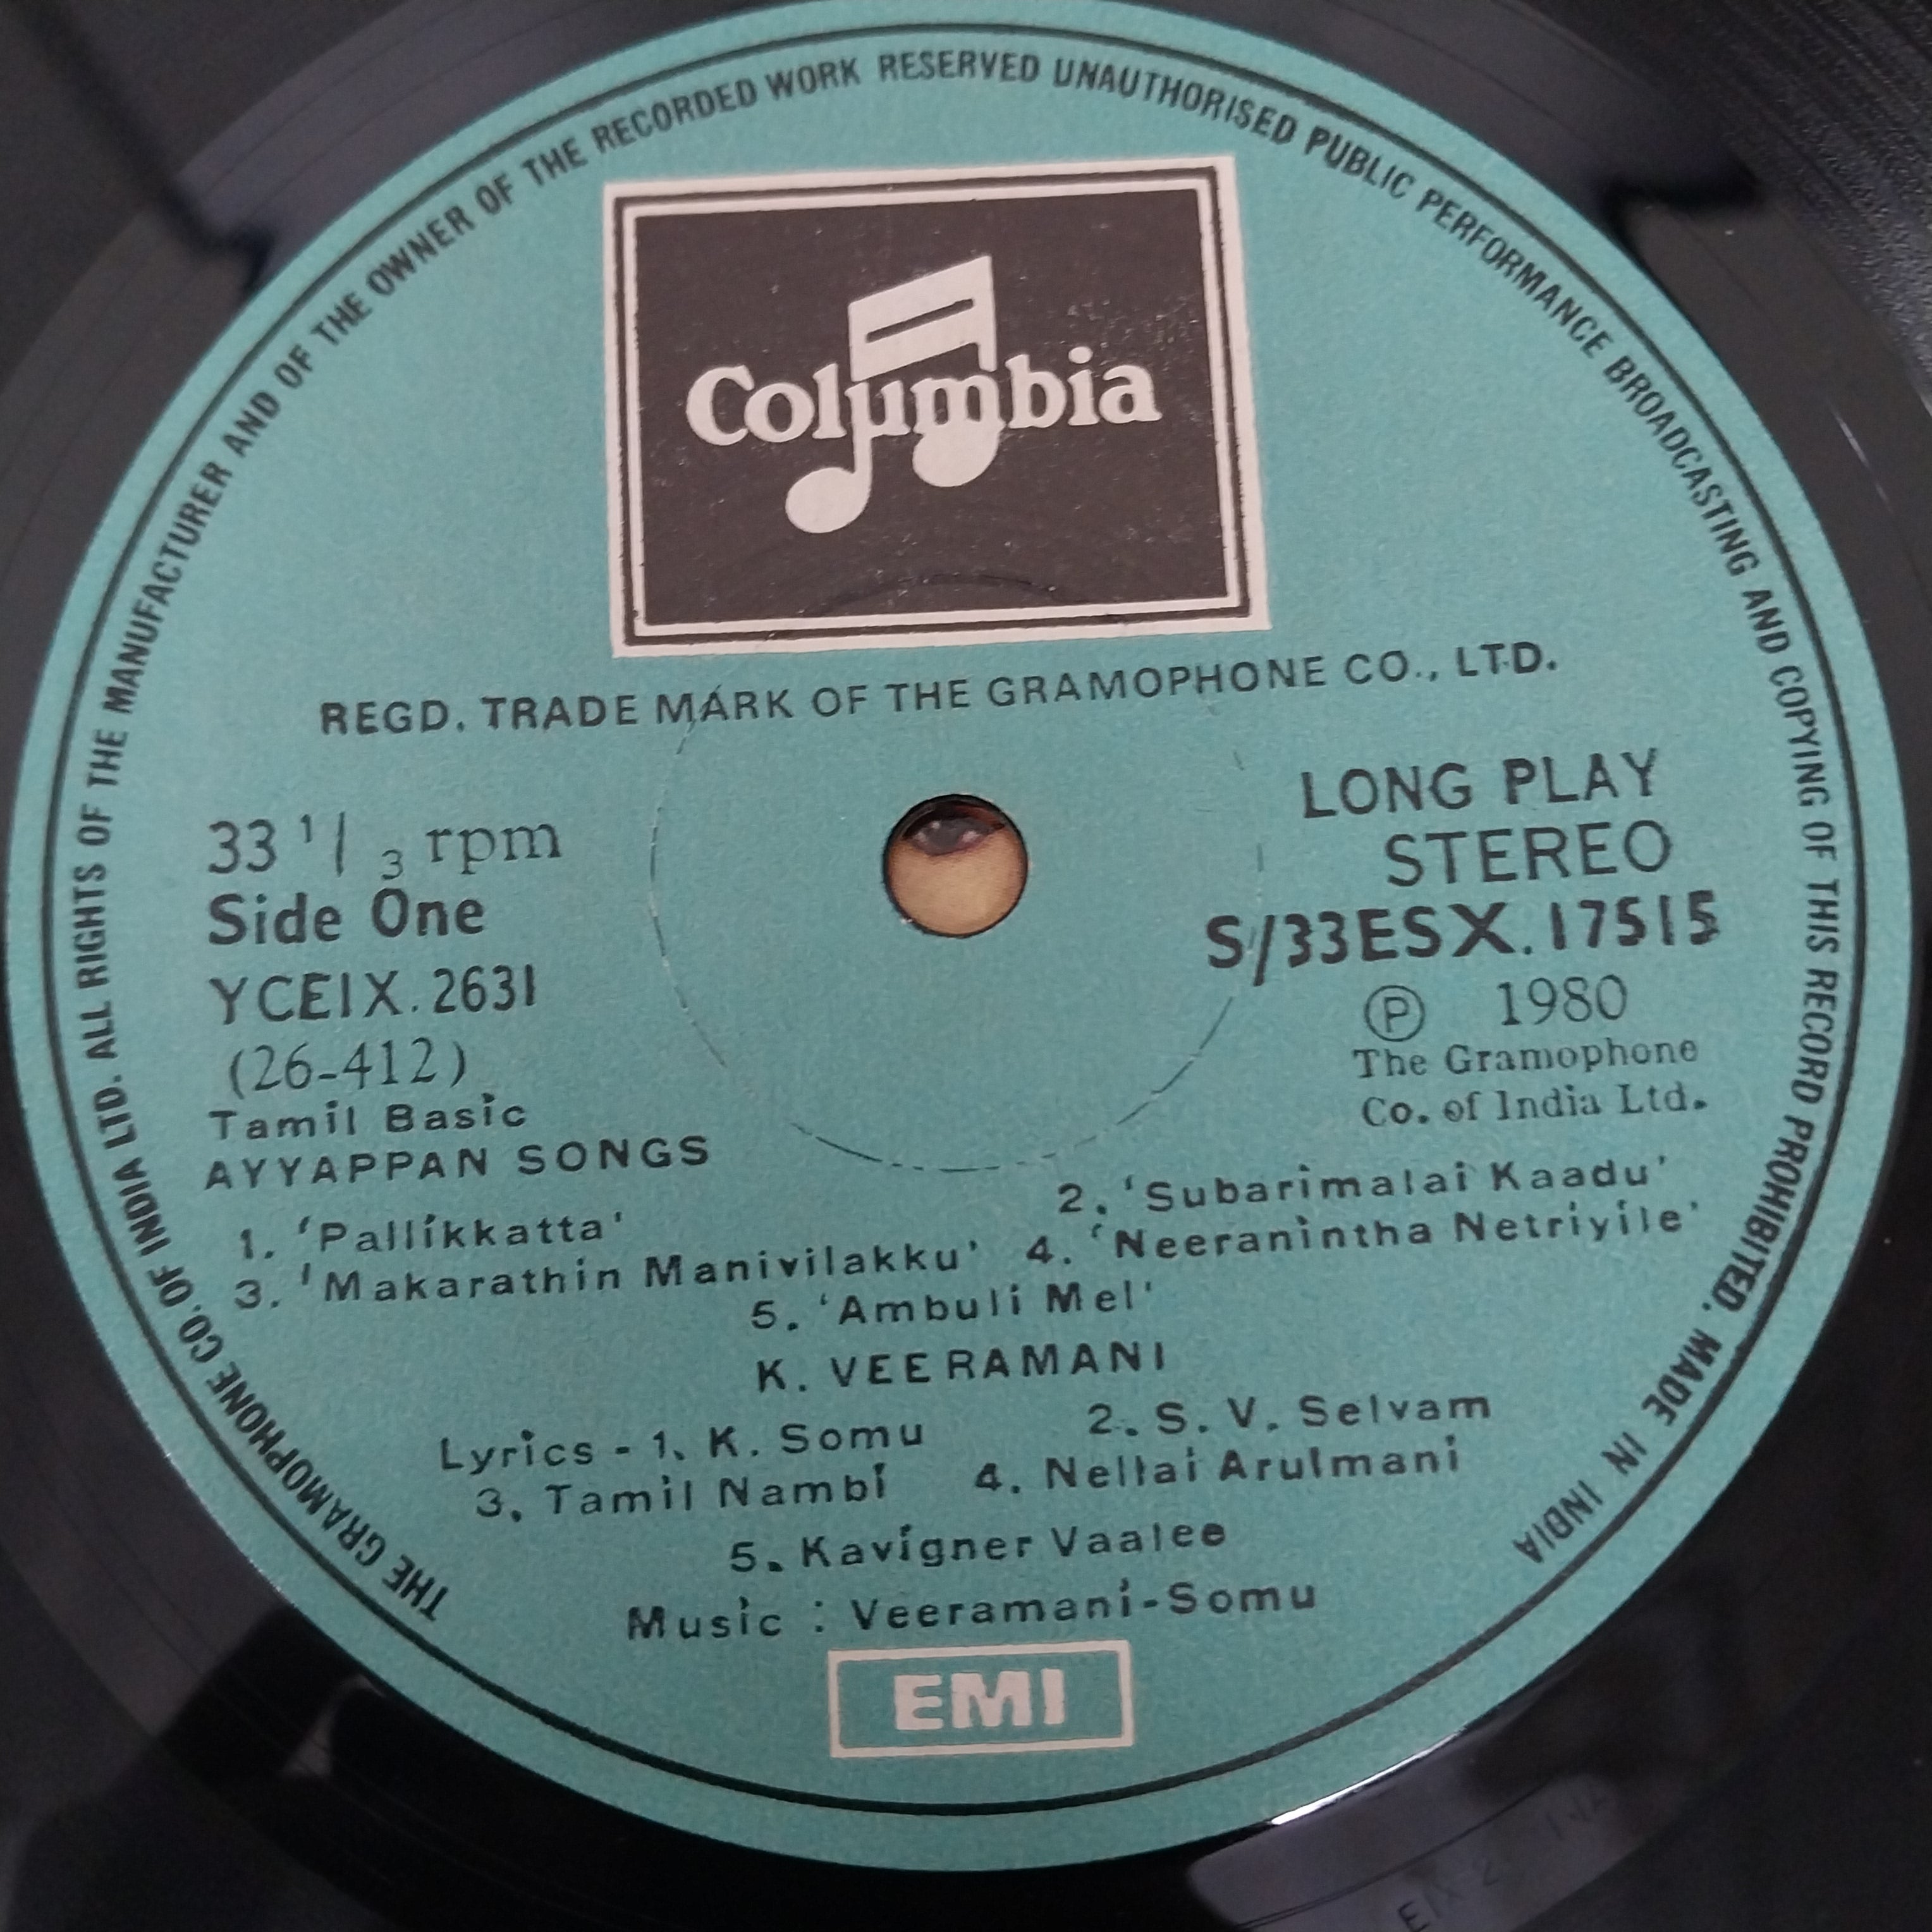 THE GRAMOPHONE CO. OF INDIA LTD. ALL RIGHTS OF THE MANUFACTURER AND OF THE OWNER OF THE RECORDED WORK RESERVED UNAUTHORISED PUBLIC PERFORMANCE BROADCASTING AND COPYING OF THIS RECORD PROHIBITED. MADE IN INDIA
Columbia
REGD. TRADE MARK OF THE GRAMOPHONE CO., LTD.
33 1/3 rpm
Side One
YCEIX.2631
(26-412)
Tamil Basic
AYYAPPAN SONGS
LONG PLAY
STEREO
S/33ESX.17515
Ⓟ 1980
The Gramophone
Co. of India Ltd.
1. 'Pallikkatta' 2. 'Subarimalai Kaadu'
3. 'Makarathin Manivilakku' 4. 'Neeranintha Netriyile'
5. 'Ambuli Mel'
K. VEERAMANI
Lyrics - 1. K. Somu 2. S. V. Selvam
3. Tamil Nambi 4. Nellai Arulmani
5. Kavigner Vaalee
Music : Veeramani-Somu
EMI